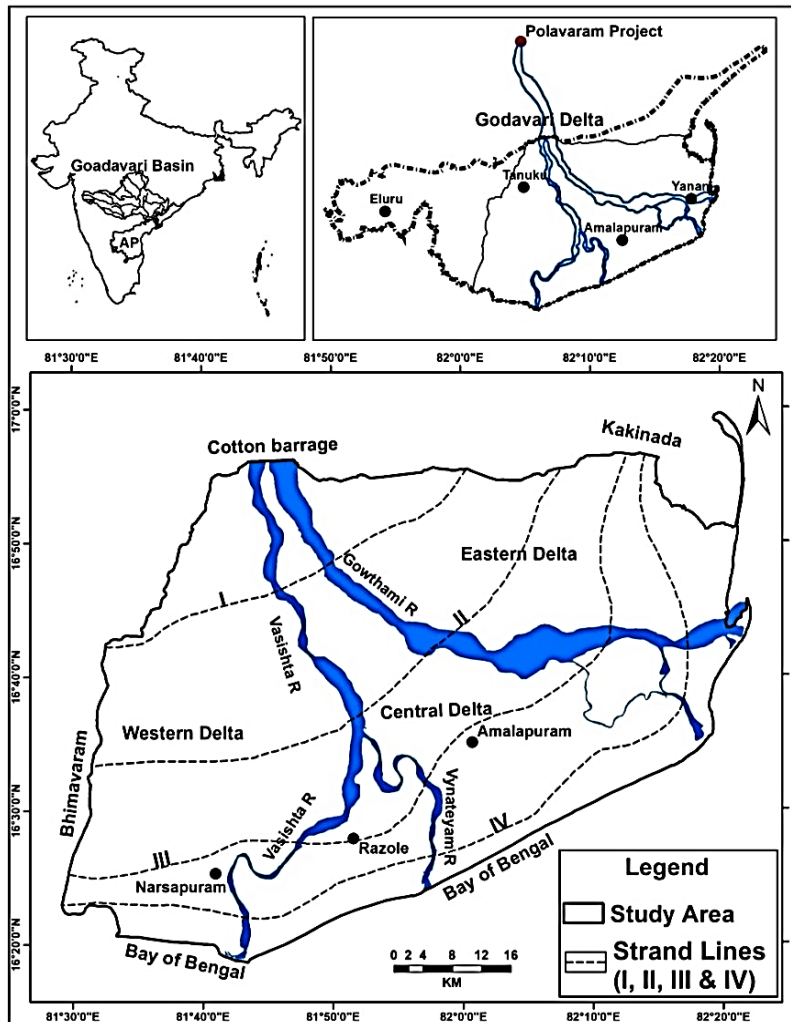 Goadavari Basin
AP
Polavaram Project
Godavari Delta
Tanuku
Yanam
Eluru
Amalapuram
81°30'0"E
81°40'0"E
81°50'0"E
82°0'0"E
82°10'0"E
82°20'0"E
17°0'0"N
16°50'0"N
16°40'0"N
16°30'0"N
16°20'0"N
N
Cotton barrage
Kakinada
Eastern Delta
Gowthami R
I
II
Vasishta R
Western Delta
Central Delta
Amalapuram
Bhimavaram
Vasishta R
Vynateyam R
III
IV
Razole
Narsapuram
Bay of Bengal
Bay of Bengal
0 2 4 8 12 16
KM
Legend
Study Area
Strand Lines
(I, II, III & IV)
81°30'0"E
81°40'0"E
81°50'0"E
82°0'0"E
82°10'0"E
82°20'0"E